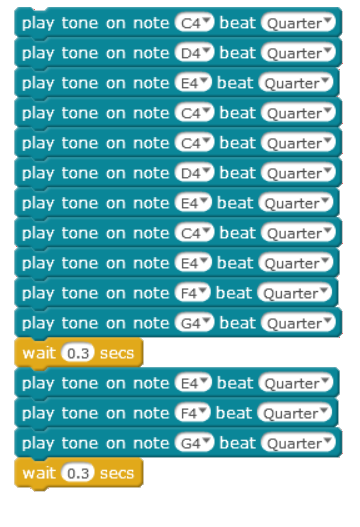 play tone on note C4 beat Quarter
play tone on note D4 beat Quarter
play tone on note E4 beat Quarter
play tone on note C4 beat Quarter
play tone on note C4 beat Quarter
play tone on note D4 beat Quarter
play tone on note E4 beat Quarter
play tone on note C4 beat Quarter
play tone on note E4 beat Quarter
play tone on note F4 beat Quarter
play tone on note G4 beat Quarter
wait 0.3 secs
play tone on note E4 beat Quarter
play tone on note F4 beat Quarter
play tone on note G4 beat Quarter
wait 0.3 secs